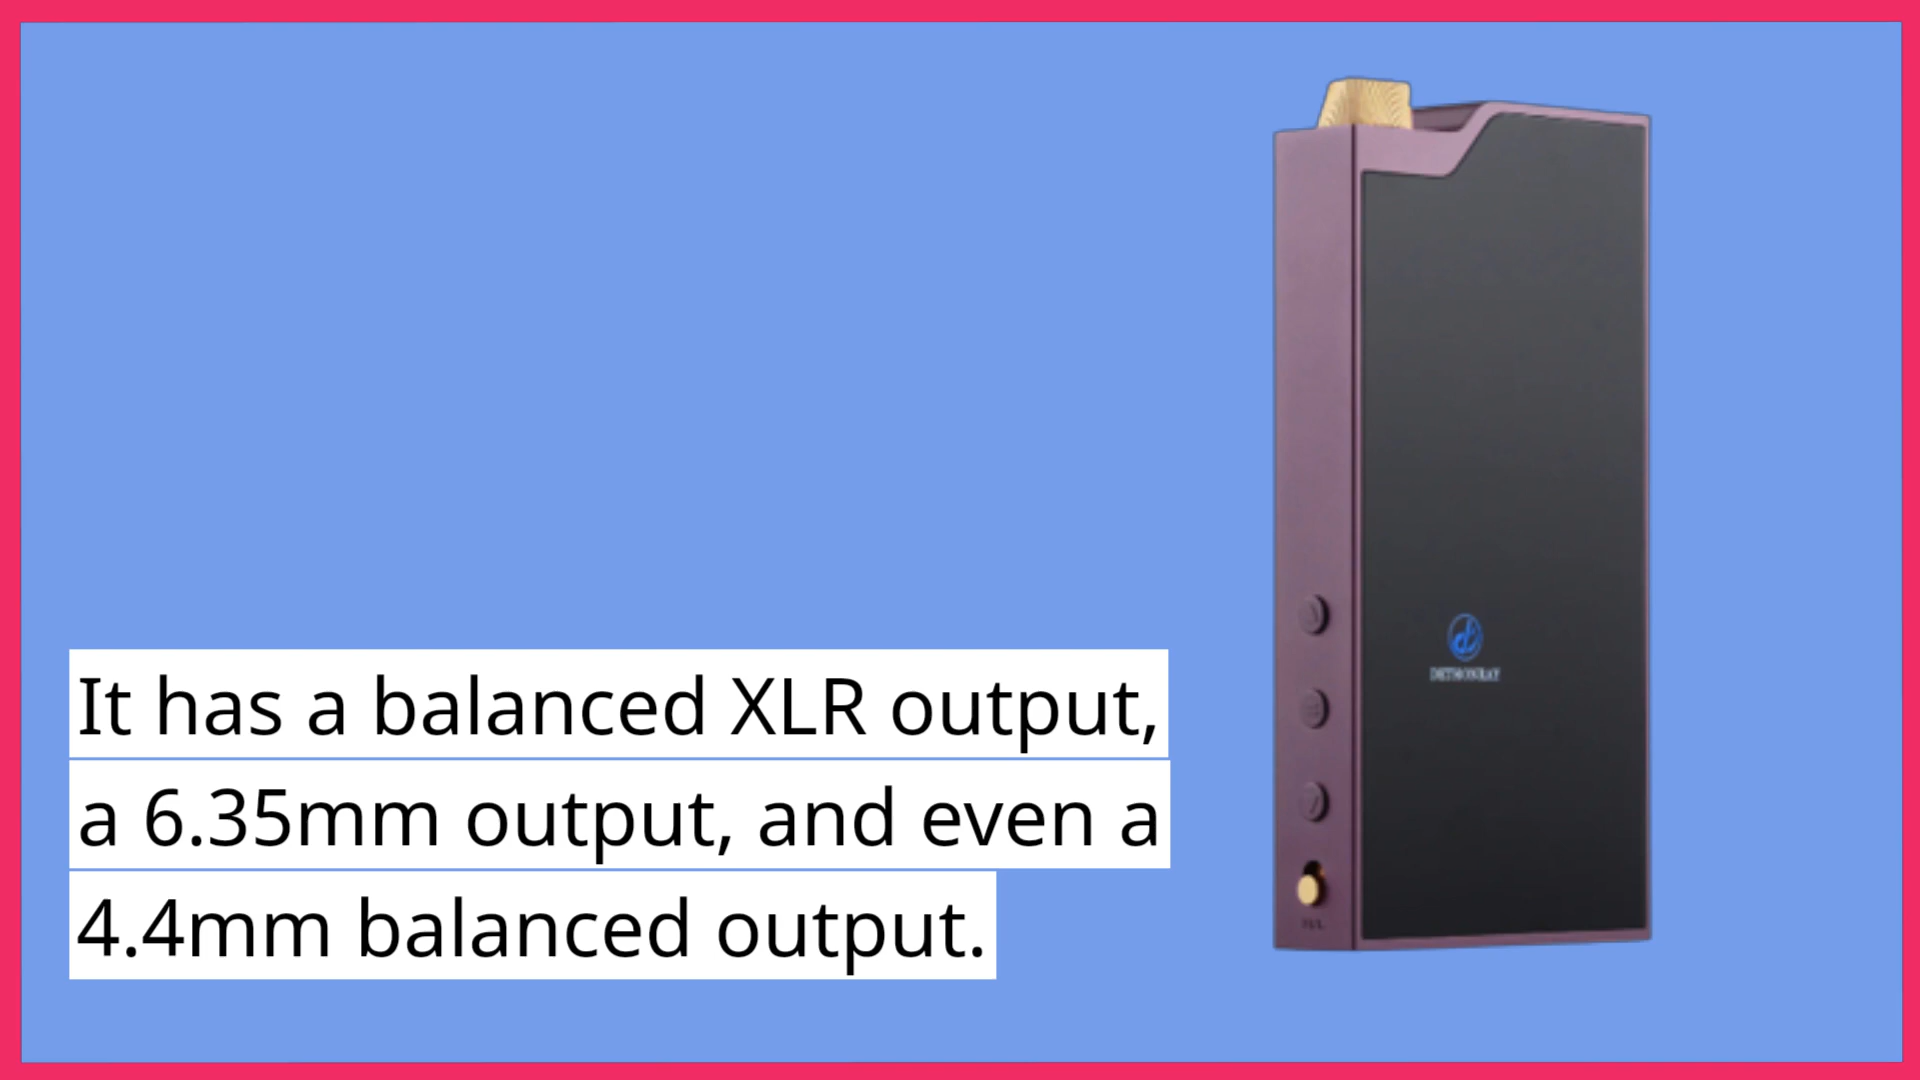 It has a balanced XLR output,
a 6.35mm output, and even a
4.4mm balanced output.